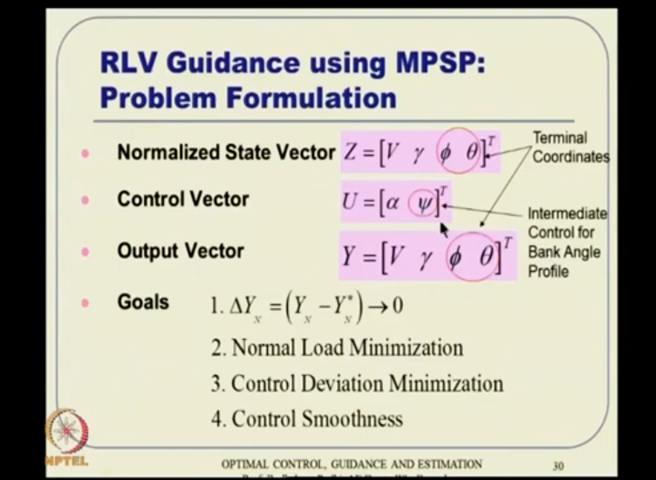 RLV Guidance using MPSP:
Problem Formulation
Normalized State Vector Z = [V γ φ θ]^T
Terminal
Coordinates
Control Vector U = [α ψ]^T
Intermediate
Control for
Bank Angle
Profile
Output Vector Y = [V γ φ θ]^T
Goals 1. ΔY_N = (Y_N − Y_N^*) → 0
2. Normal Load Minimization
3. Control Deviation Minimization
4. Control Smoothness
NPTEL
OPTIMAL CONTROL, GUIDANCE AND ESTIMATION 30